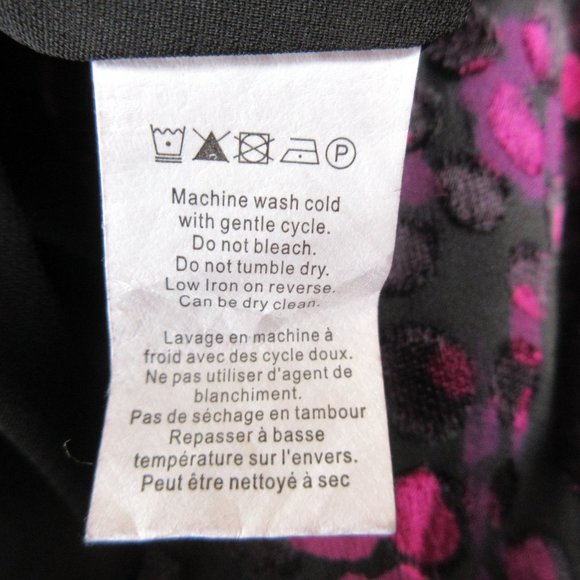 P
Machine wash cold
with gentle cycle.
Do not bleach.
Do not tumble dry.
Low Iron on reverse.
Can be dry clean.
Lavage en machine à
froid avec des cycle doux.
Ne pas utiliser d'agent de
blanchiment.
Pas de séchage en tambour
Repasser à basse
température sur l'envers.
Peut être nettoyé à sec